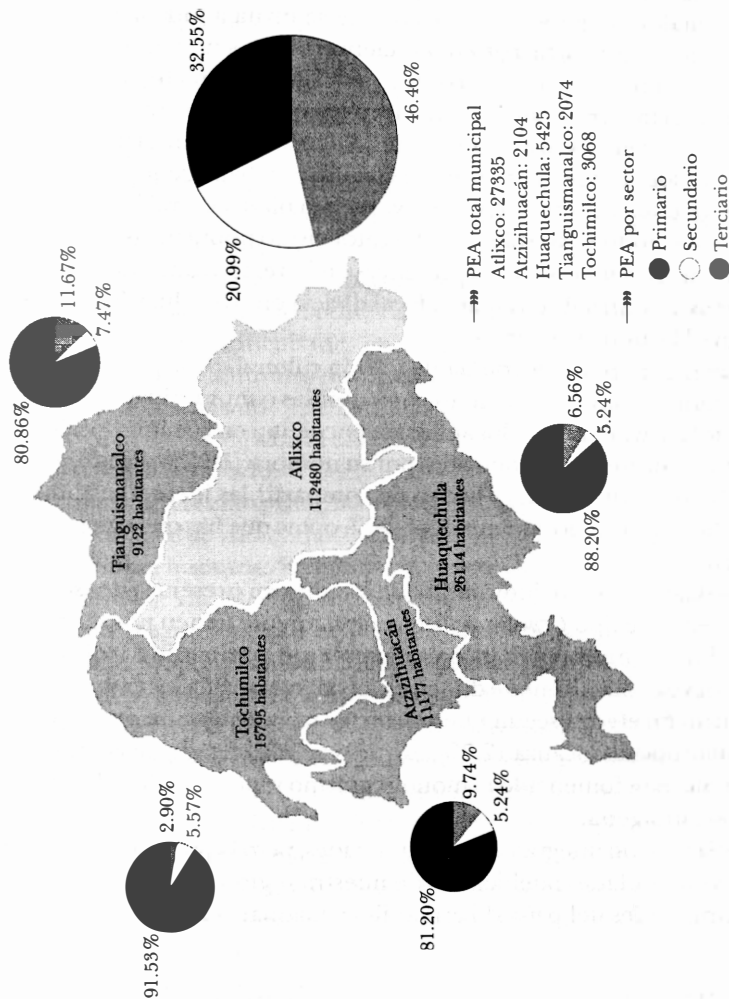 32.55%
20.99%
46.46%
80.86%
11.67%
7.47%
Tianguismanalco
9122 habitantes
Atlixco
112480 habitantes
Tochimilco
15795 habitantes
Atzizihuacán
11177 habitantes
Huaquechula
26114 habitantes
91.53%
2.90%
5.57%
81.20%
9.74%
5.24%
88.20%
6.56%
5.24%
PEA total municipal
Atlixco: 27335
Atzizihuacán: 2104
Huaquechula: 5425
Tianguismanalco: 2074
Tochimilco: 3068
PEA por sector
Primario
Secundario
Terciario